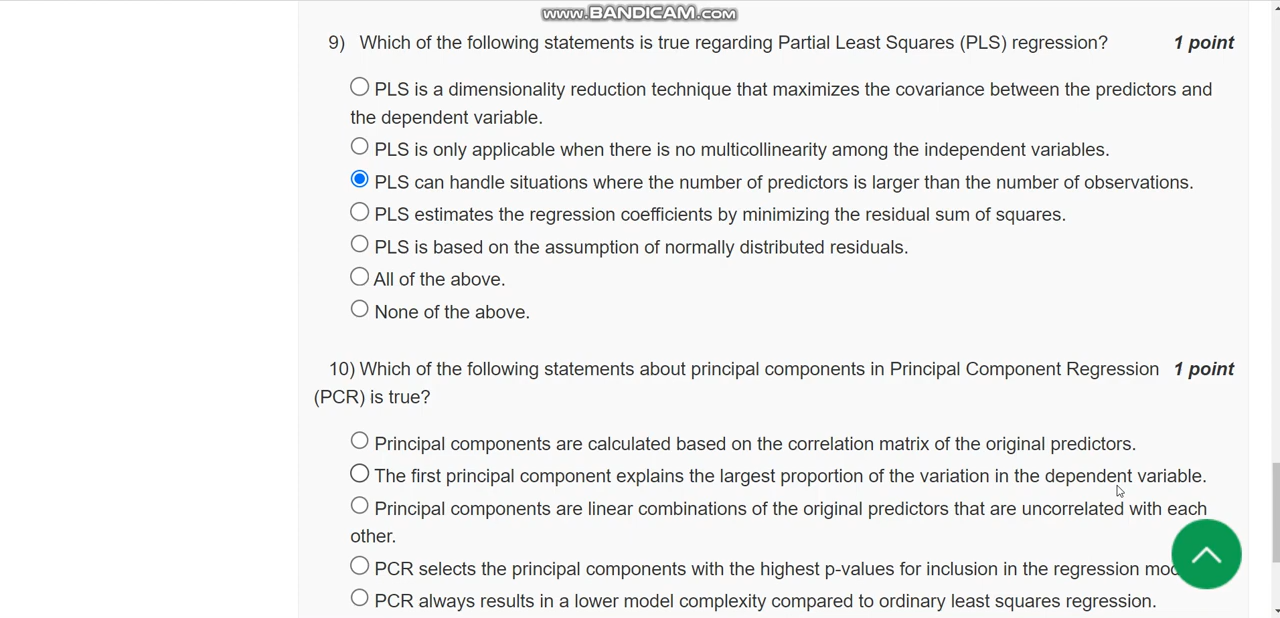 www.BANDICAM.com
9) Which of the following statements is true regarding Partial Least Squares (PLS) regression? 1 point
PLS is a dimensionality reduction technique that maximizes the covariance between the predictors and
the dependent variable.
PLS is only applicable when there is no multicollinearity among the independent variables.
PLS can handle situations where the number of predictors is larger than the number of observations.
PLS estimates the regression coefficients by minimizing the residual sum of squares.
PLS is based on the assumption of normally distributed residuals.
All of the above.
None of the above.
10) Which of the following statements about principal components in Principal Component Regression 1 point
(PCR) is true?
Principal components are calculated based on the correlation matrix of the original predictors.
The first principal component explains the largest proportion of the variation in the dependent variable.
Principal components are linear combinations of the original predictors that are uncorrelated with each
other.
PCR selects the principal components with the highest p-values for inclusion in the regression
PCR always results in a lower model complexity compared to ordinary least squares regression.